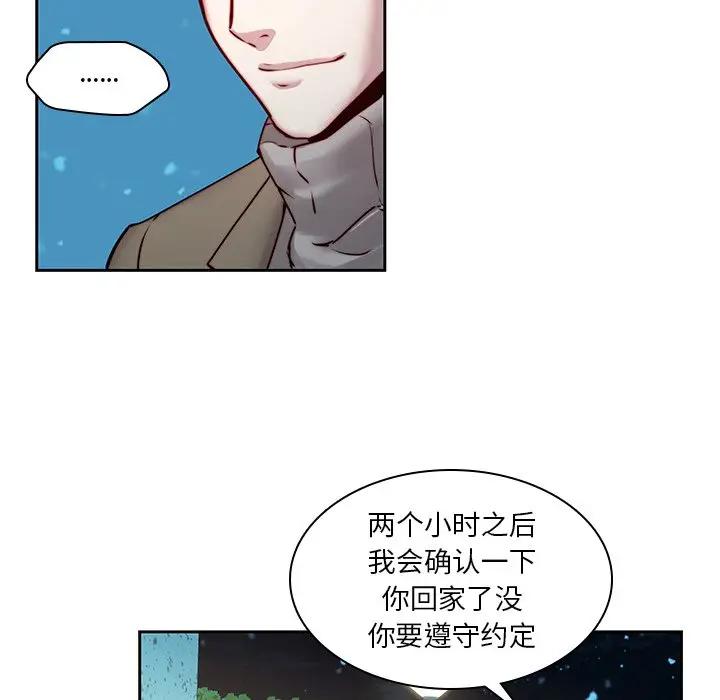 ……
两个小时之后
我会确认一下
你回家了没
你要遵守约定